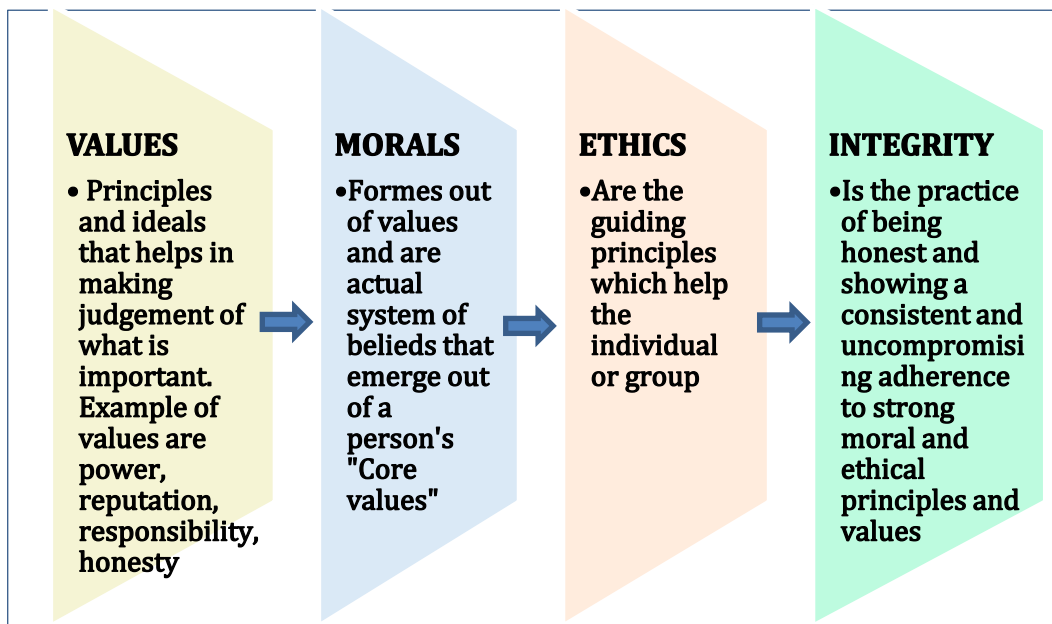 VALUES
• Principles
and ideals
that helps in
making
judgement of
what is
important.
Example of
values are
power,
reputation,
responsibility,
honesty
MORALS
•Formes out
of values
and are
actual
system of
belieds that
emerge out
of a
person's
"Core
values"
ETHICS
•Are the
guiding
principles
which help
the
individual
or group
INTEGRITY
•Is the practice
of being
honest and
showing a
consistent and
uncompromisi
ng adherence
to strong
moral and
ethical
principles and
values